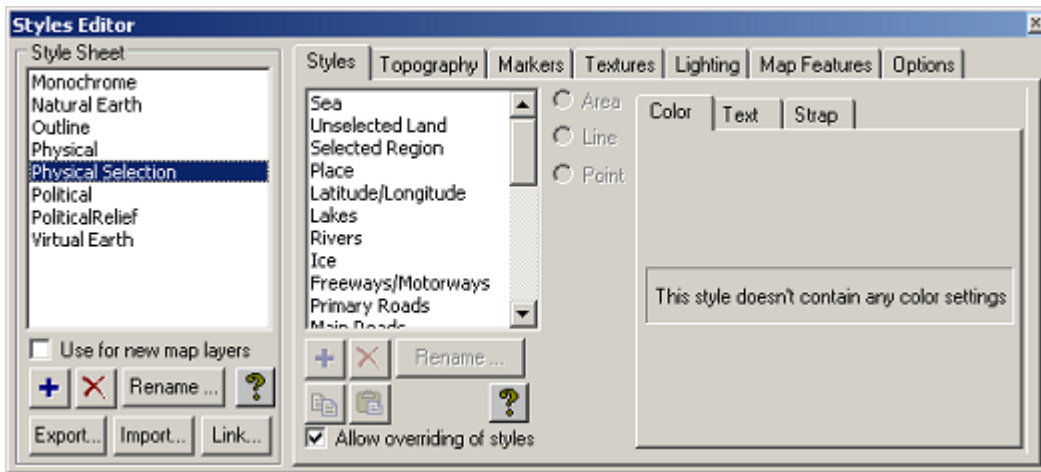 Styles Editor
Style Sheet
Monochrome
Natural Earth
Outline
Physical
Physical Selection
Political
PoliticalRelief
Virtual Earth
Use for new map layers
Rename ...
Export...
Import...
Link...
Styles
Topography
Markers
Textures
Lighting
Map Features
Options
Sea
Unselected Land
Selected Region
Place
Latitude/Longitude
Lakes
Rivers
Ice
Freeways/Motorways
Primary Roads
Main Roads
Rename ...
Allow overriding of styles
Area
Line
Point
Color
Text
Strap
This style doesn't contain any color settings